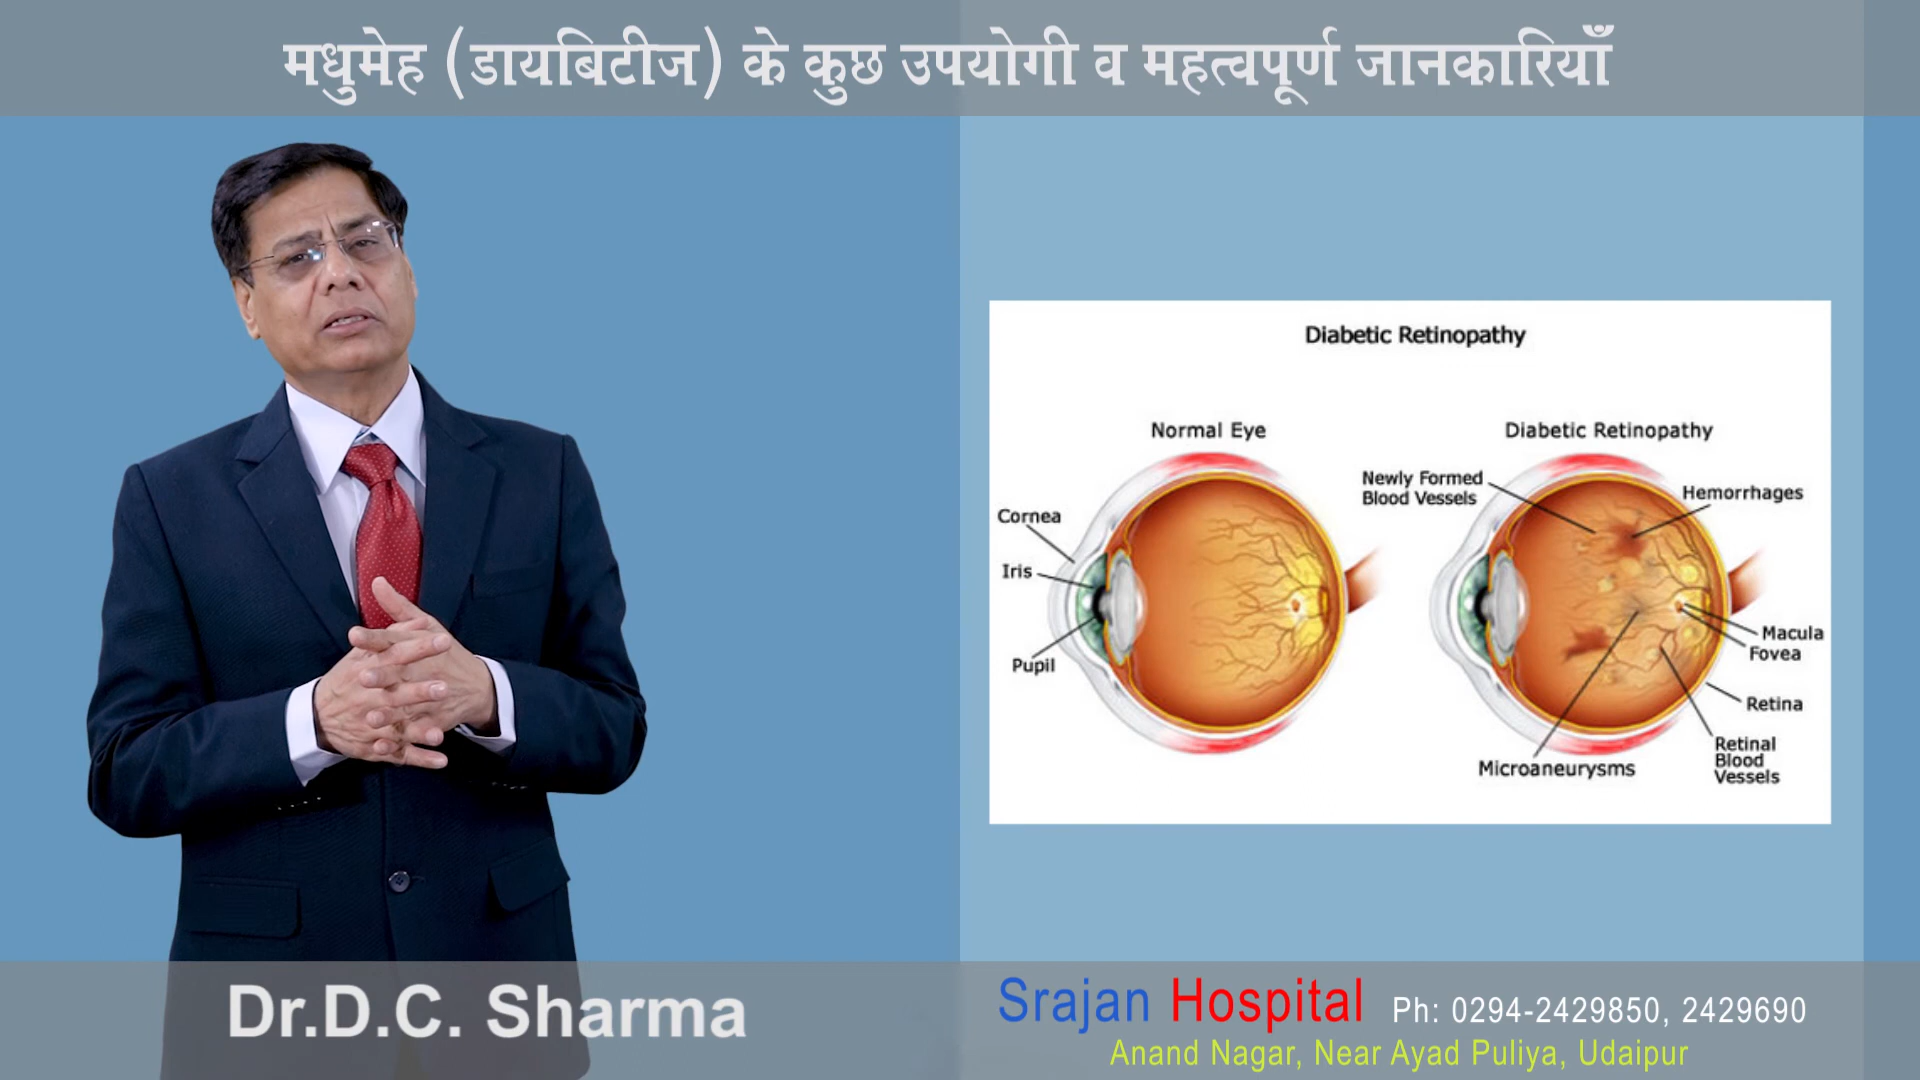 मधुमेह (डायबिटीज) के कुछ उपयोगी व महत्वपूर्ण जानकारियाँ
Diabetic Retinopathy
Normal Eye
Cornea
Iris
Pupil
Diabetic Retinopathy
Newly Formed
Blood Vessels
Hemorrhages
Macula
Fovea
Retina
Retinal
Blood
Vessels
Microaneurysms
Dr.D.C. Sharma
Srajan Hospital Ph: 0294-2429850, 2429690
Anand Nagar, Near Ayad Puliya, Udaipur